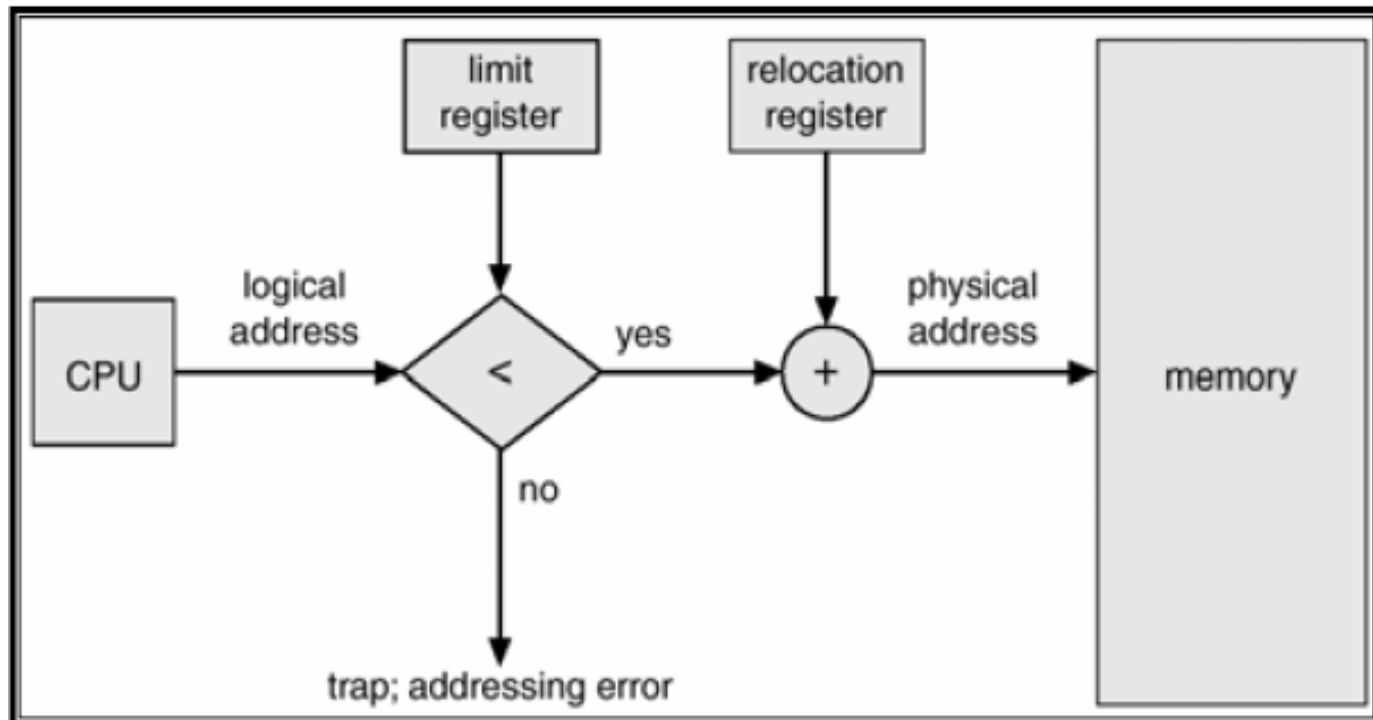 limit
register
relocation
register
logical
address
physical
address
CPU
<
yes
+
memory
no
trap; addressing error